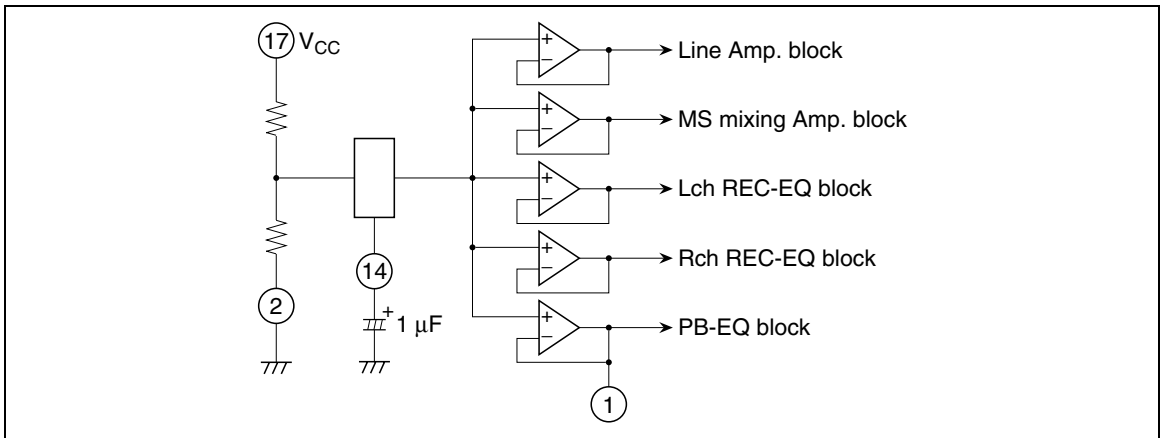 17 VCC
+
−
Line Amp. block
+
−
MS mixing Amp. block
+
−
Lch REC-EQ block
+
−
Rch REC-EQ block
14
2
+
1 μF
+
−
PB-EQ block
1